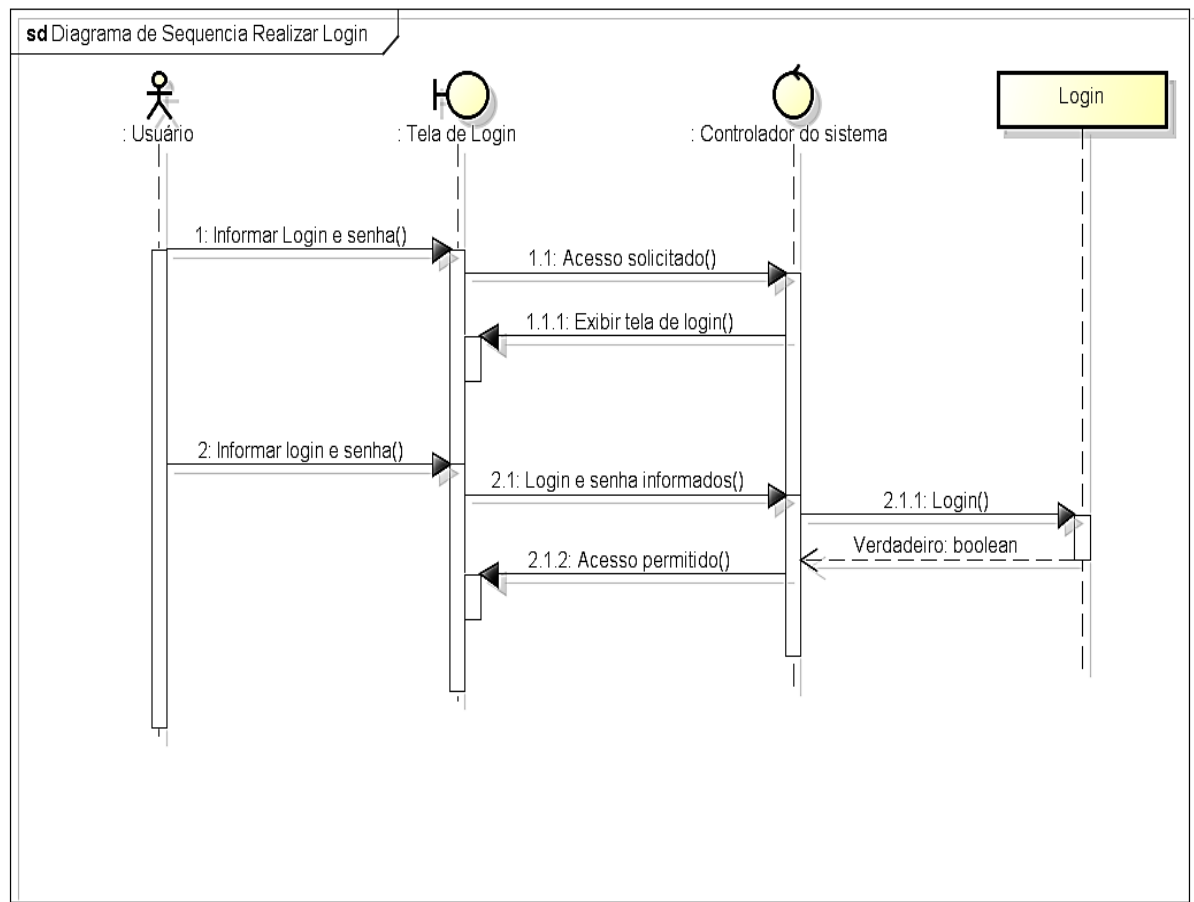 sd Diagrama de Sequencia Realizar Login
: Usuário
: Tela de Login
: Controlador do sistema
Login
1: Informar Login e senha()
1.1: Acesso solicitado()
1.1.1: Exibir tela de login()
2: Informar login e senha()
2.1: Login e senha informados()
2.1.1: Login()
Verdadeiro: boolean
2.1.2: Acesso permitido()